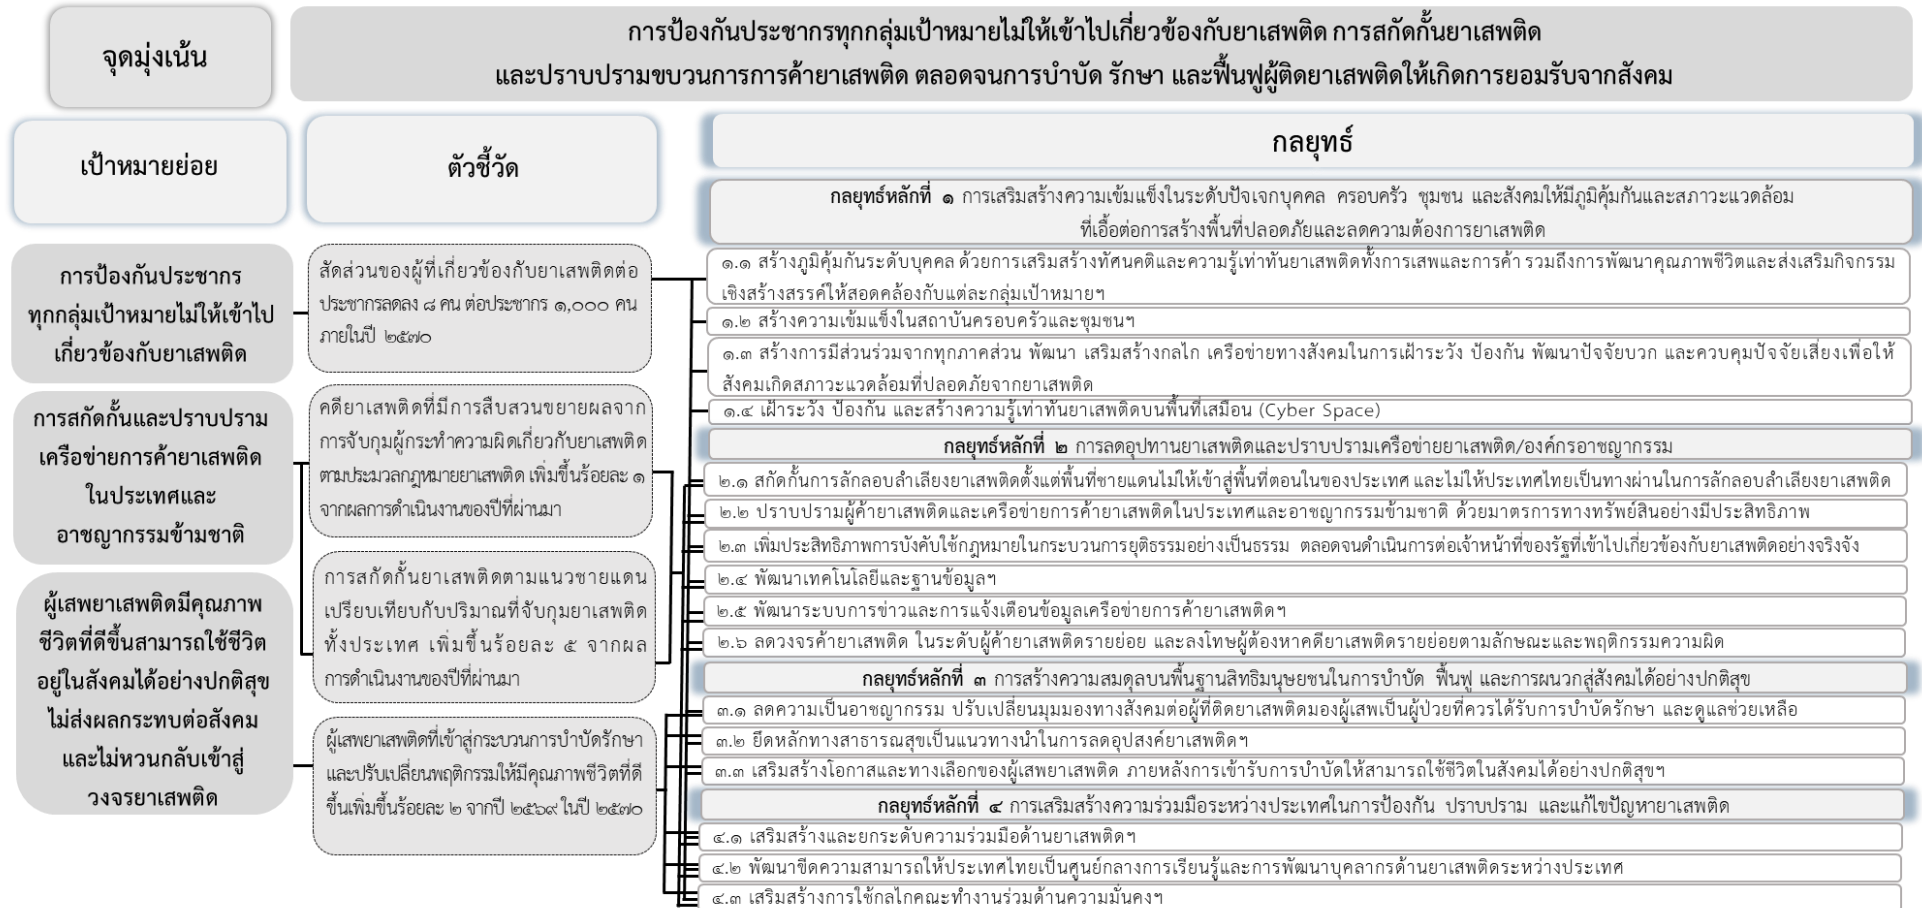 จุดมุ่งเน้น
การป้องกันประชากรทุกกลุ่มเป้าหมายไม่ให้เข้าไปเกี่ยวข้องกับยาเสพติด การสกัดกั้นยาเสพติด
และปราบปรามขบวนการการค้ายาเสพติด ตลอดจนการบำบัด รักษา และฟื้นฟูผู้ติดยาเสพติดให้เกิดการยอมรับจากสังคม
เป้าหมายย่อย
ตัวชี้วัด
กลยุทธ์
การป้องกันประชากร
ทุกกลุ่มเป้าหมายไม่ให้เข้าไป
เกี่ยวข้องกับยาเสพติด
การสกัดกั้นและปราบปราม
เครือข่ายการค้ายาเสพติด
ในประเทศและ
อาชญากรรมข้ามชาติ
ผู้เสพยาเสพติดมีคุณภาพ
ชีวิตที่ดีขึ้นสามารถใช้ชีวิต
อยู่ในสังคมได้อย่างปกติสุข
ไม่ส่งผลกระทบต่อสังคม
และไม่หวนกลับเข้าสู่
วงจรยาเสพติด
สัดส่วนของผู้ที่เกี่ยวข้องกับยาเสพติดต่อ
ประชากรลดลง ๘ คน ต่อประชากร ๑,๐๐๐ คน
ภายในปี ๒๕๗๐
คดียาเสพติดที่มีการสืบสวนขยายผลจาก
การจับกุมผู้กระทำความผิดเกี่ยวกับยาเสพติด
ตามประมวลกฎหมายยาเสพติด เพิ่มขึ้นร้อยละ ๑
จากผลการดำเนินงานของปีที่ผ่านมา
การสกัดกั้นยาเสพติดตามแนวชายแดน
เปรียบเทียบกับปริมาณที่จับกุมยาเสพติด
ทั้งประเทศ เพิ่มขึ้นร้อยละ ๕ จากผล
การดำเนินงานของปีที่ผ่านมา
ผู้เสพยาเสพติดที่เข้าสู่กระบวนการบำบัดรักษา
และปรับเปลี่ยนพฤติกรรมให้มีคุณภาพชีวิตที่ดี
ขึ้นเพิ่มขึ้นร้อยละ ๒ จากปี ๒๕๖๙ ในปี ๒๕๗๐
กลยุทธ์หลักที่ ๑ การเสริมสร้างความเข้มแข็งในระดับปัจเจกบุคคล ครอบครัว ชุมชน และสังคมให้มีภูมิคุ้มกันและสภาวะแวดล้อม
ที่เอื้อต่อการสร้างพื้นที่ปลอดภัยและลดความต้องการยาเสพติด
๑.๑ สร้างภูมิคุ้มกันระดับบุคคล ด้วยการเสริมสร้างทัศนคติและความรู้เท่าทันยาเสพติดทั้งการเสพและการค้า รวมถึงการพัฒนาคุณภาพชีวิตและส่งเสริมกิจกรรม
เชิงสร้างสรรค์ให้สอดคล้องกับแต่ละกลุ่มเป้าหมายฯ
๑.๒ สร้างความเข้มแข็งในสถาบันครอบครัวและชุมชนฯ
๑.๓ สร้างการมีส่วนร่วมจากทุกภาคส่วน พัฒนา เสริมสร้างกลไก เครือข่ายทางสังคมในการเฝ้าระวัง ป้องกัน พัฒนาปัจจัยบวก และควบคุมปัจจัยเสี่ยงเพื่อให้
สังคมเกิดสภาวะแวดล้อมที่ปลอดภัยจากยาเสพติด
๑.๔ เฝ้าระวัง ป้องกัน และสร้างความรู้เท่าทันยาเสพติดบนพื้นที่เสมือน (Cyber Space)
กลยุทธ์หลักที่ ๒ การลดอุปทานยาเสพติดและปราบปรามเครือข่ายยาเสพติด/องค์กรอาชญากรรม
๒.๑ สกัดกั้นการลักลอบลำเลียงยาเสพติดตั้งแต่พื้นที่ชายแดนไม่ให้เข้าสู่พื้นที่ตอนในของประเทศ และไม่ให้ประเทศไทยเป็นทางผ่านในการลักลอบลำเลียงยาเสพติด
๒.๒ ปราบปรามผู้ค้ายาเสพติดและเครือข่ายการค้ายาเสพติดในประเทศและอาชญากรรมข้ามชาติ ด้วยมาตรการทางทรัพย์สินอย่างมีประสิทธิภาพ
๒.๓ เพิ่มประสิทธิภาพการบังคับใช้กฎหมายในกระบวนการยุติธรรมอย่างเป็นธรรม ตลอดจนดำเนินการต่อเจ้าหน้าที่ของรัฐที่เข้าไปเกี่ยวข้องกับยาเสพติดอย่างจริงจัง
๒.๔ พัฒนาเทคโนโลยีและฐานข้อมูลฯ
๒.๕ พัฒนาระบบการข่าวและการแจ้งเตือนข้อมูลเครือข่ายการค้ายาเสพติดฯ
๒.๖ ลดวงจรค้ายาเสพติด ในระดับผู้ค้ายาเสพติดรายย่อย และลงโทษผู้ต้องหาคดียาเสพติดรายย่อยตามลักษณะและพฤติกรรมความผิด
กลยุทธ์หลักที่ ๓ การสร้างความสมดุลบนพื้นฐานสิทธิมนุษยชนในการบำบัด ฟื้นฟู และการผนวกสู่สังคมได้อย่างปกติสุข
๓.๑ ลดความเป็นอาชญากรรม ปรับเปลี่ยนมุมมองทางสังคมต่อผู้ที่ติดยาเสพติดมองผู้เสพเป็นผู้ป่วยที่ควรได้รับการบำบัดรักษา และดูแลช่วยเหลือ
๓.๒ ยึดหลักทางสาธารณสุขเป็นแนวทางนำในการลดอุปสงค์ยาเสพติดฯ
๓.๓ เสริมสร้างโอกาสและทางเลือกของผู้เสพยาเสพติด ภายหลังการเข้ารับการบำบัดให้สามารถใช้ชีวิตในสังคมได้อย่างปกติสุขฯ
กลยุทธ์หลักที่ ๔ การเสริมสร้างความร่วมมือระหว่างประเทศในการป้องกัน ปราบปราม และแก้ไขปัญหายาเสพติด
๔.๑ เสริมสร้างและยกระดับความร่วมมือด้านยาเสพติดฯ
๔.๒ พัฒนาขีดความสามารถให้ประเทศไทยเป็นศูนย์กลางการเรียนรู้และการพัฒนาบุคลากรด้านยาเสพติดระหว่างประเทศ
๔.๓ เสริมสร้างการใช้กลไกคณะทำงานร่วมด้านความมั่นคงฯ